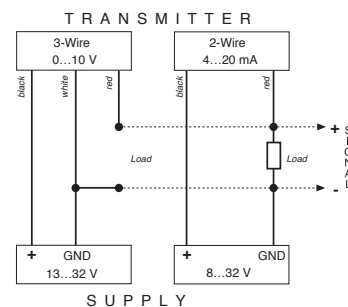 TRANSMITTER
3-Wire
0...10 V
2-Wire
4...20 mA
black
white
red
black
red
+
SIGNAL
-
Load
Load
+ GND
13...32 V
+ GND
8...32 V
SUPPLY